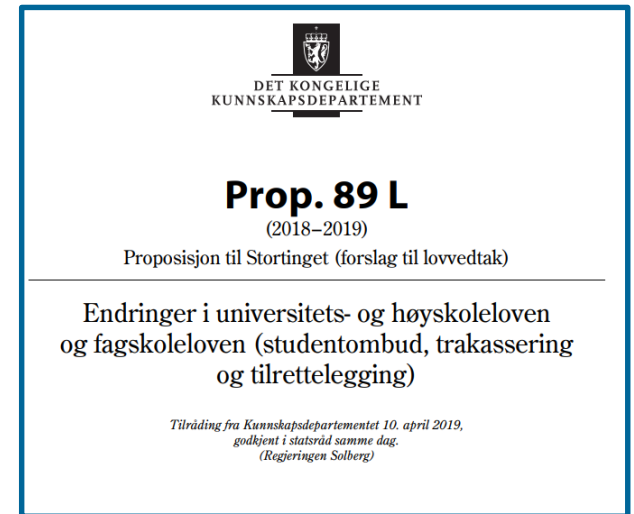 DET KONGELIGE
KUNNSKAPSDEPARTEMENT
Prop. 89 L
(2018–2019)
Proposisjon til Stortinget (forslag til lovvedtak)
Endringer i universitets- og høyskoleloven
og fagskoleloven (studentombud, trakassering
og tilrettelegging)
Tilråding fra Kunnskapsdepartementet 10. april 2019,
godkjent i statsråd samme dag.
(Regjeringen Solberg)